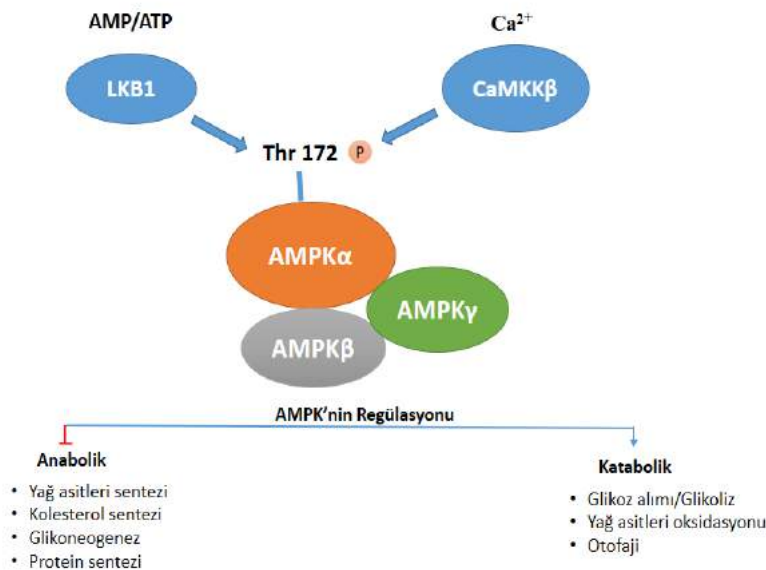 AMP/ATP
Ca²⁺
LKB1
CaMKKβ
Thr 172 P
AMPKα
AMPKγ
AMPKβ
AMPK'nin Regülasyonu
Anabolik
• Yağ asitleri sentezi
• Kolesterol sentezi
• Glikoneogenez
• Protein sentezi
Katabolik
• Glikoz alımı/Glikoliz
• Yağ asitleri oksidasyonu
• Otofaji